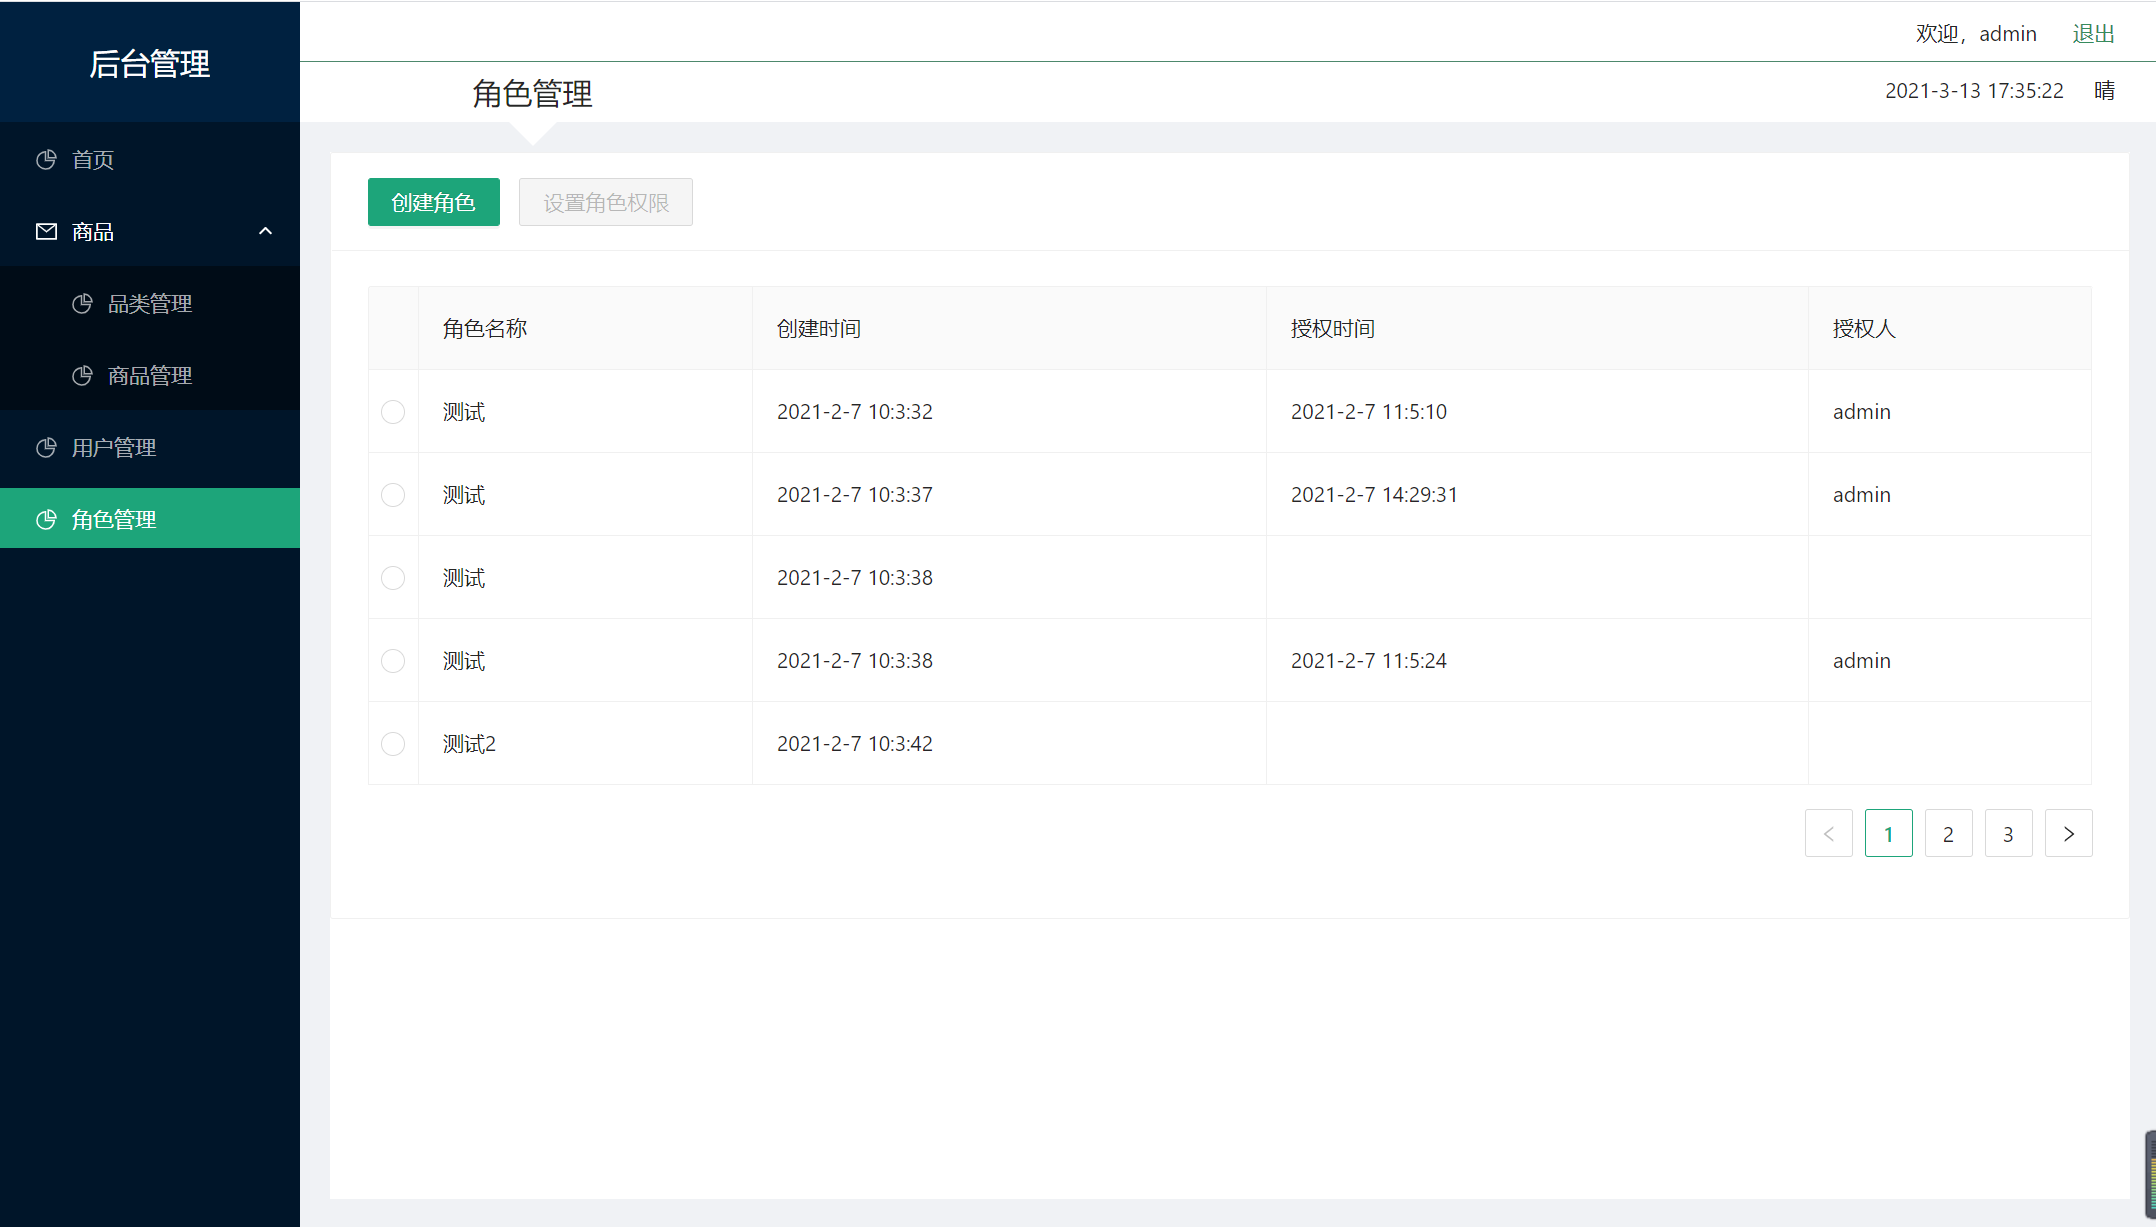 后台管理
首页
商品
品类管理
商品管理
用户管理
角色管理
欢迎，admin 退出
角色管理 2021-3-13 17:35:22 晴
创建角色 设置角色权限
角色名称 创建时间 授权时间 授权人
测试 2021-2-7 10:3:32 2021-2-7 11:5:10 admin
测试 2021-2-7 10:3:37 2021-2-7 14:29:31 admin
测试 2021-2-7 10:3:38
测试 2021-2-7 10:3:38 2021-2-7 11:5:24 admin
测试2 2021-2-7 10:3:42
1 2 3